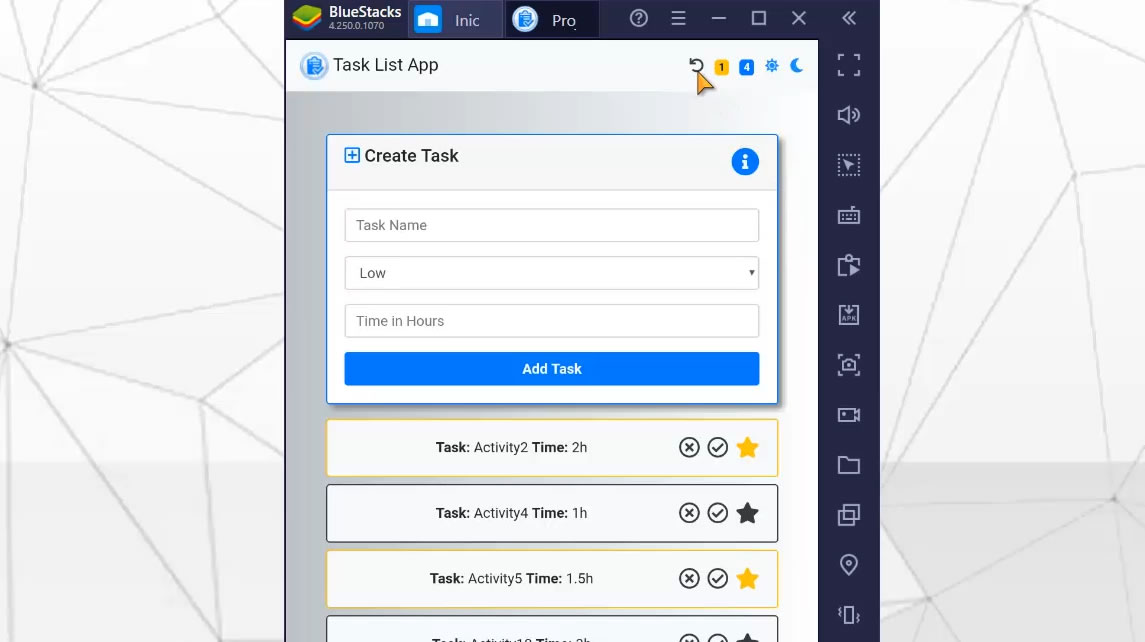 BlueStacks
4.250.0.1070
Inic
Pro
Task List App
1
4
Create Task
Task Name
Low
Time in Hours
Add Task
Task: Activity2 Time: 2h
Task: Activity4 Time: 1h
Task: Activity5 Time: 1.5h
APK